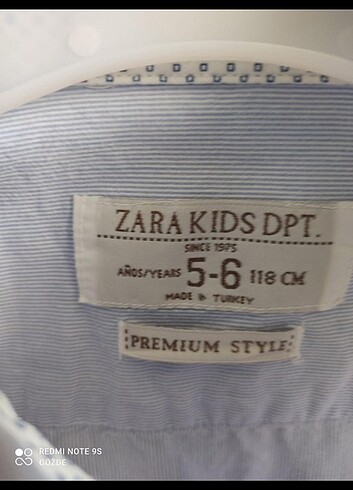 ZARA KIDS DPT.
SINCE 1975
AÑOS/YEARS 5-6 118 CM
MADE IN TURKEY
PREMIUM STYLE
REDMI NOTE 9S
GÖZDE